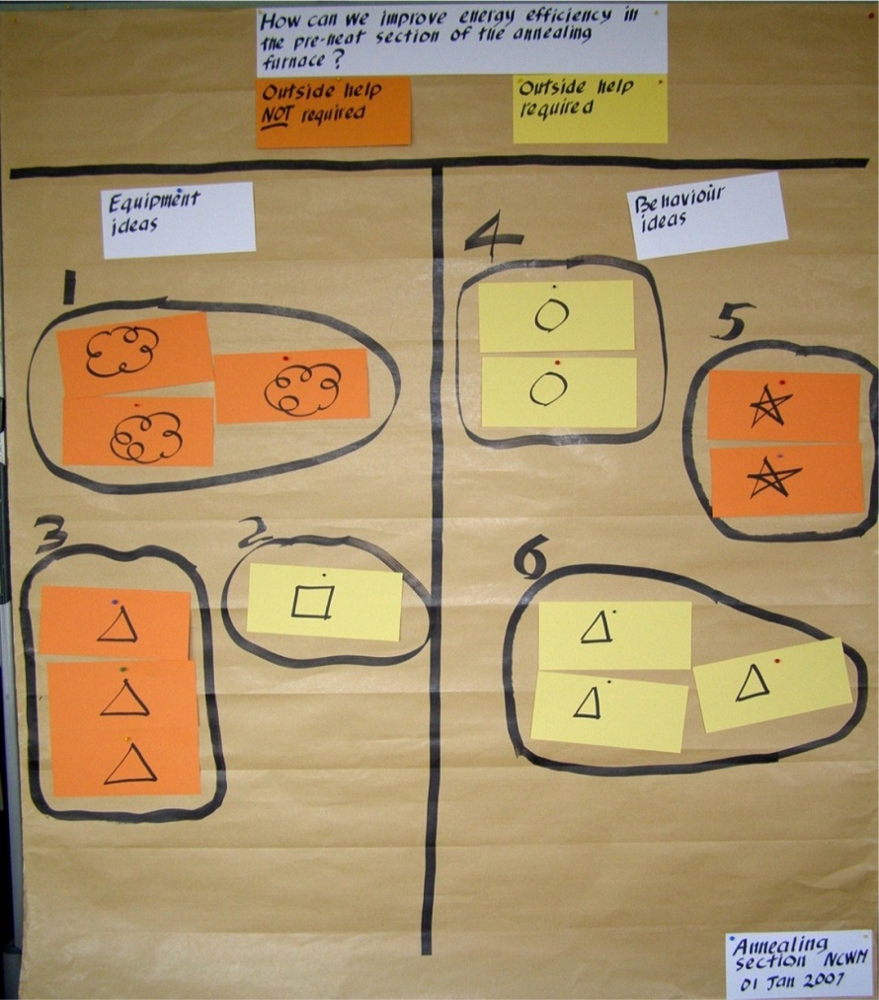 How can we improve energy efficiency in
the pre-heat section of the annealing
furnace ?
Outside help
NOT required
Outside help
required
Equipment
ideas
Behaviour
ideas
1
4
5
3
2
6
Annealing
section NCWM
01 Jan 2007